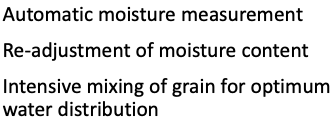 Automatic moisture measurement
Re-adjustment of moisture content
Intensive mixing of grain for optimum
water distribution